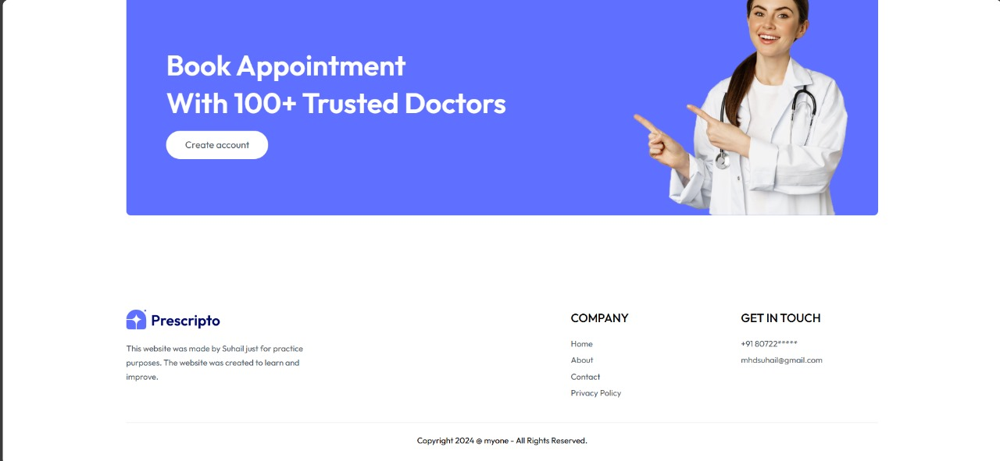 Book Appointment
With 100+ Trusted Doctors
Create account
Prescripto
This website was made by Suhail just for practice
purposes. The website was created to learn and
improve.
COMPANY
Home
About
Contact
Privacy Policy
GET IN TOUCH
+91 80722*****
mhdsuhail@gmail.com
Copyright 2024 @ myone - All Rights Reserved.